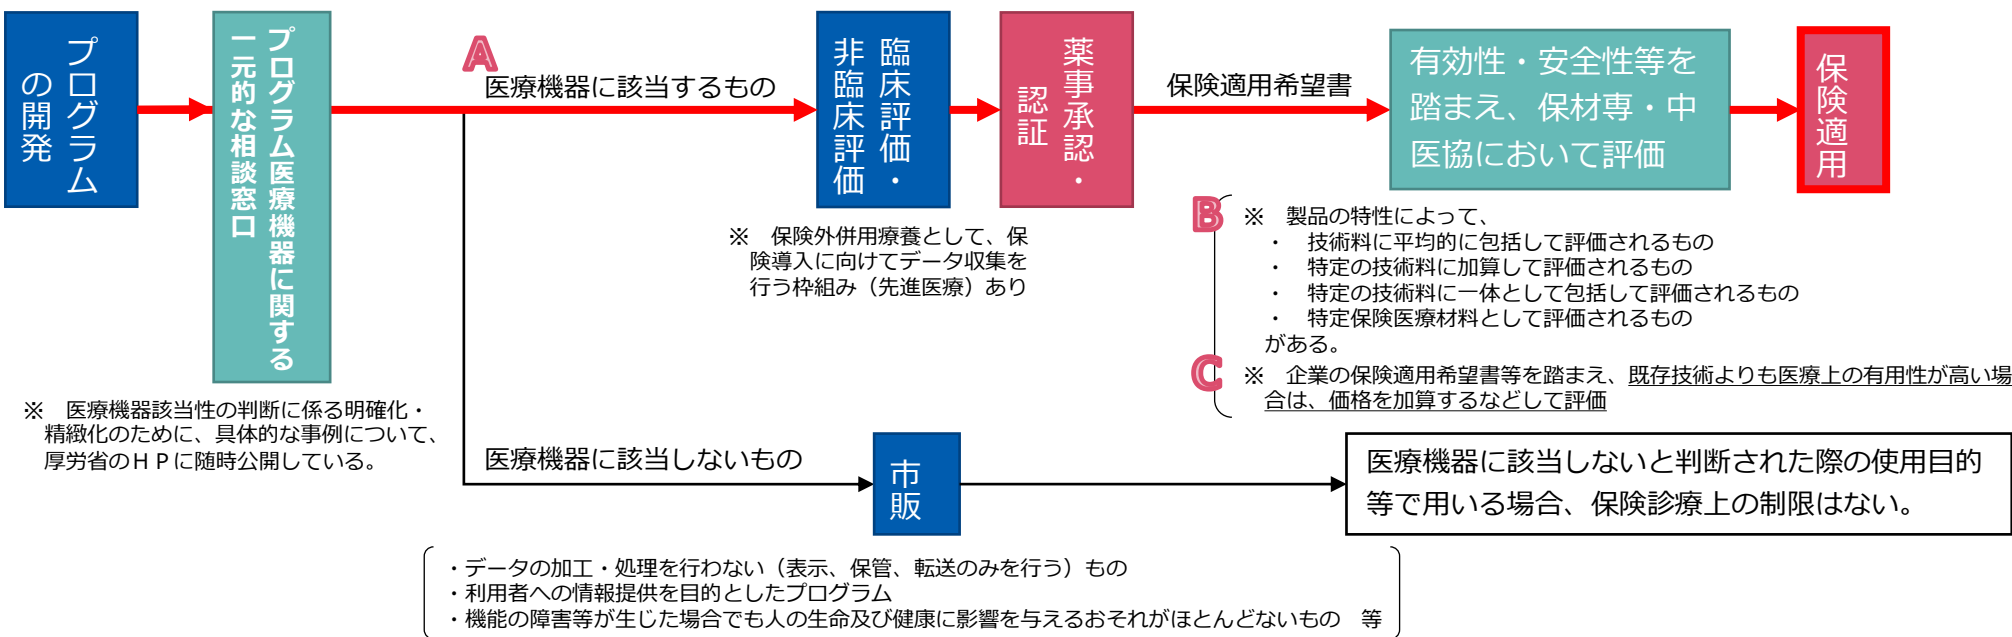 プログラム
の開発
プログラム医療機器に関する
一元的な相談窓口
※　医療機器該当性の判断に係る明確化・
精緻化のために、具体的な事例について、
厚労省のＨＰに随時公開している。
A
医療機器に該当するもの
臨床評価・
非臨床評価
※　保険外併用療養として、保
険導入に向けてデータ収集を
行う枠組み（先進医療）あり
薬事承認・
認証
保険適用希望書
有効性・安全性等を
踏まえ、保材専・中
医協において評価
保険適用
B
※　製品の特性によって、
・　技術料に平均的に包括して評価されるもの
・　特定の技術料に加算して評価されるもの
・　特定の技術料に一体として包括して評価されるもの
・　特定保険医療材料として評価されるもの
がある。
C
※　企業の保険適用希望書等を踏まえ、既存技術よりも医療上の有用性が高い場
合は、価格を加算するなどして評価
医療機器に該当しないもの
市販
医療機器に該当しないと判断された際の使用目的
等で用いる場合、保険診療上の制限はない。
・データの加工・処理を行わない（表示、保管、転送のみを行う）もの
・利用者への情報提供を目的としたプログラム
・機能の障害等が生じた場合でも人の生命及び健康に影響を与えるおそれがほとんどないもの　等